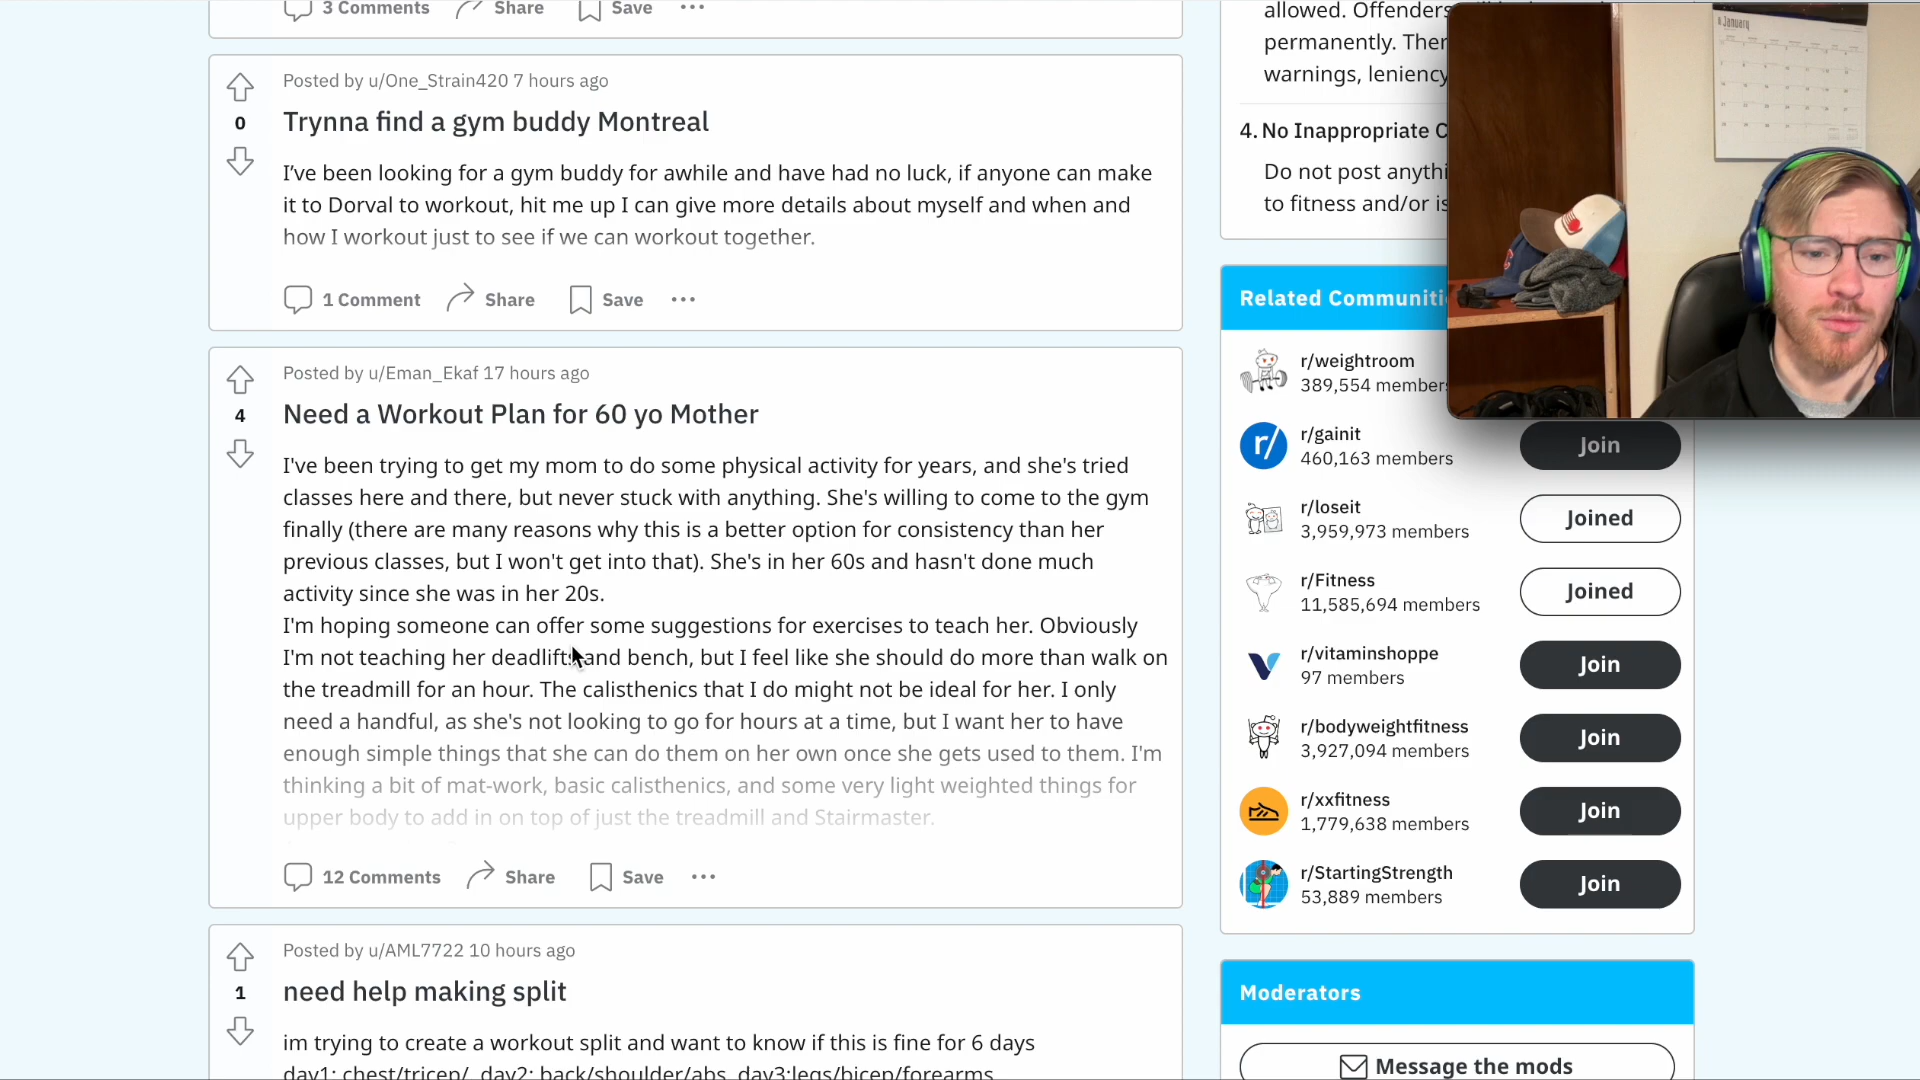 3 Comments Share Save
Posted by u/One_Strain420 7 hours ago
0
Trynna find a gym buddy Montreal
I've been looking for a gym buddy for awhile and have had no luck, if anyone can make
it to Dorval to workout, hit me up I can give more details about myself and when and
how I workout just to see if we can workout together.
1 Comment Share Save
Posted by u/Eman_Ekaf 17 hours ago
4
Need a Workout Plan for 60 yo Mother
I've been trying to get my mom to do some physical activity for years, and she's tried
classes here and there, but never stuck with anything. She's willing to come to the gym
finally (there are many reasons why this is a better option for consistency than her
previous classes, but I won't get into that). She's in her 60s and hasn't done much
activity since she was in her 20s.
I'm hoping someone can offer some suggestions for exercises to teach her. Obviously
I'm not teaching her deadlifts and bench, but I feel like she should do more than walk on
the treadmill for an hour. The calisthenics that I do might not be ideal for her. I only
need a handful, as she's not looking to go for hours at a time, but I want her to have
enough simple things that she can do them on her own once she gets used to them. I'm
thinking a bit of mat-work, basic calisthenics, and some very light weighted things for
upper body to add in on top of just the treadmill and Stairmaster.
12 Comments Share Save
Posted by u/AML7722 10 hours ago
1
need help making split
im trying to create a workout split and want to know if this is fine for 6 days
day1: chest/tricep/ day2: back/shoulder/abs day3:legs/bicep/forearms
allowed. Offenders
permanently. Ther
warnings, leniency
4. No Inappropriate C
Do not post anythi
to fitness and/or is
Related Communiti
r/weightroom
389,554 members
r/gainit
460,163 members
Join
r/loseit
3,959,973 members
Joined
r/Fitness
11,585,694 members
Joined
r/vitaminshoppe
97 members
Join
r/bodyweightfitness
3,927,094 members
Join
r/xxfitness
1,779,638 members
Join
r/StartingStrength
53,889 members
Join
Moderators
Message the mods
January